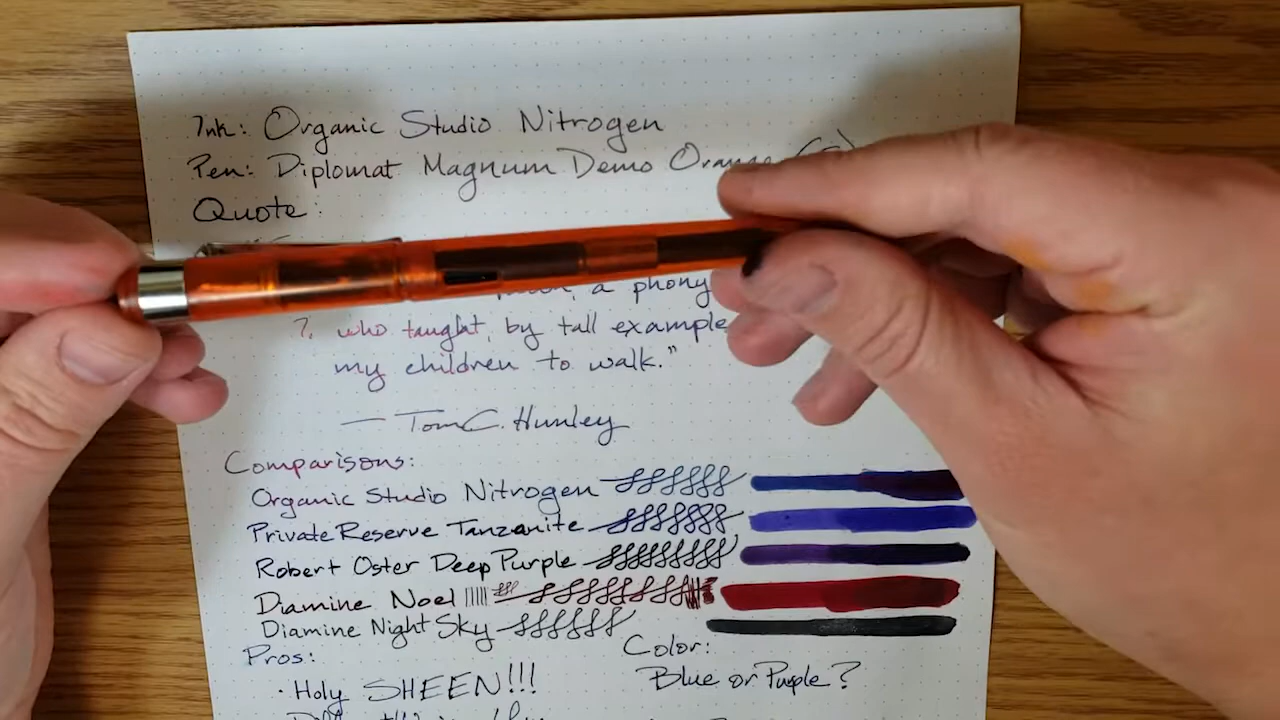 Ink: Organic Studio Nitrogen
Pen: Diplomat Magnum Demo Orange
Quote:
a phony
who taught, by tall example
my children to walk."
— Tom C. Hunley
Comparisons:
Organic Studio Nitrogen
Private Reserve Tanzanite
Robert Oster Deep Purple
Diamine Noel
Diamine Night Sky
Pros:
Color:
· Holy SHEEN!!!
Blue or Purple?